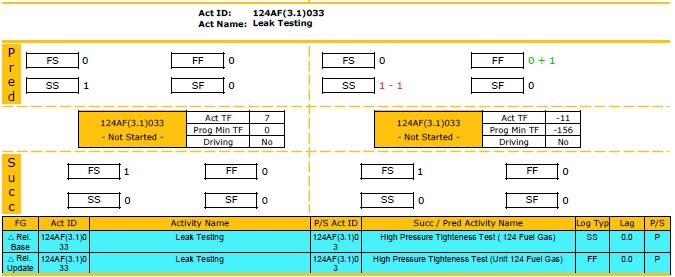 Act ID: 124AF(3.1)033
Act Name: Leak Testing
Pred
FS 0 FF 0 FS 0 FF 0 + 1
SS 1 SF 0 SS 1 - 1 SF 0
124AF(3.1)033
- Not Started -
Act TF 7
Prog Min TF 0
Driving No
124AF(3.1)033
- Not Started -
Act TF -11
Prog Min TF -156
Driving No
Succ
FS 1 FF 0 FS 1 FF 0
SS 0 SF 0 SS 0 SF 0
FG Act ID Activity Name P/S Act ID Succ / Pred Activity Name Log Typ Lag P/S
△ Rel. 124AF(3.1)0 Leak Testing 124AF(3.1)0 High Pressure Tighteness Test ( 124 Fuel Gas) SS 0.0 P
Base 33 3
△ Rel. 124AF(3.1)0 Leak Testing 124AF(3.1)0 High Pressure Tighteness Test (Unit 124 Fuel Gas) FF 0.0 P
Update 33 3